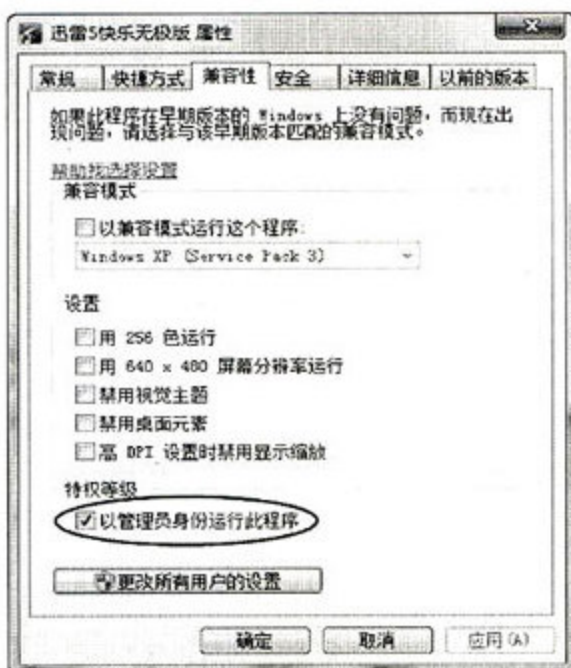 迅雷5快乐无极版 属性
常规 快捷方式 兼容性 安全 详细信息 以前的版本
如果此程序在早期版本的 Windows 上没有问题，而现在出
现问题，请选择与该早期版本匹配的兼容模式。
帮助我选择设置
兼容模式
以兼容模式运行这个程序:
Windows XP (Service Pack 3)
设置
用 256 色运行
用 640 x 480 屏幕分辨率运行
禁用视觉主题
禁用桌面元素
高 DPI 设置时禁用显示缩放
特权等级
以管理员身份运行此程序
更改所有用户的设置
确定 取消 应用(A)